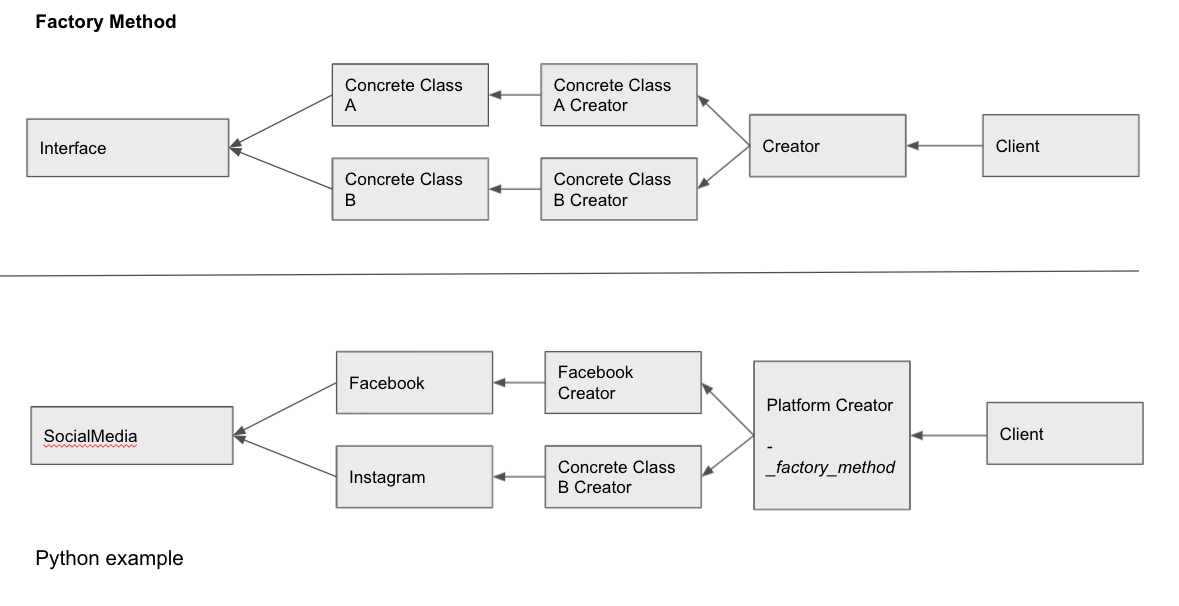 Factory Method
Interface
Concrete Class
A
Concrete Class
A Creator
Concrete Class
B
Concrete Class
B Creator
Creator
Client
SocialMedia
Facebook
Facebook
Creator
Instagram
Concrete Class
B Creator
Platform Creator
-
_factory_method
Client
Python example